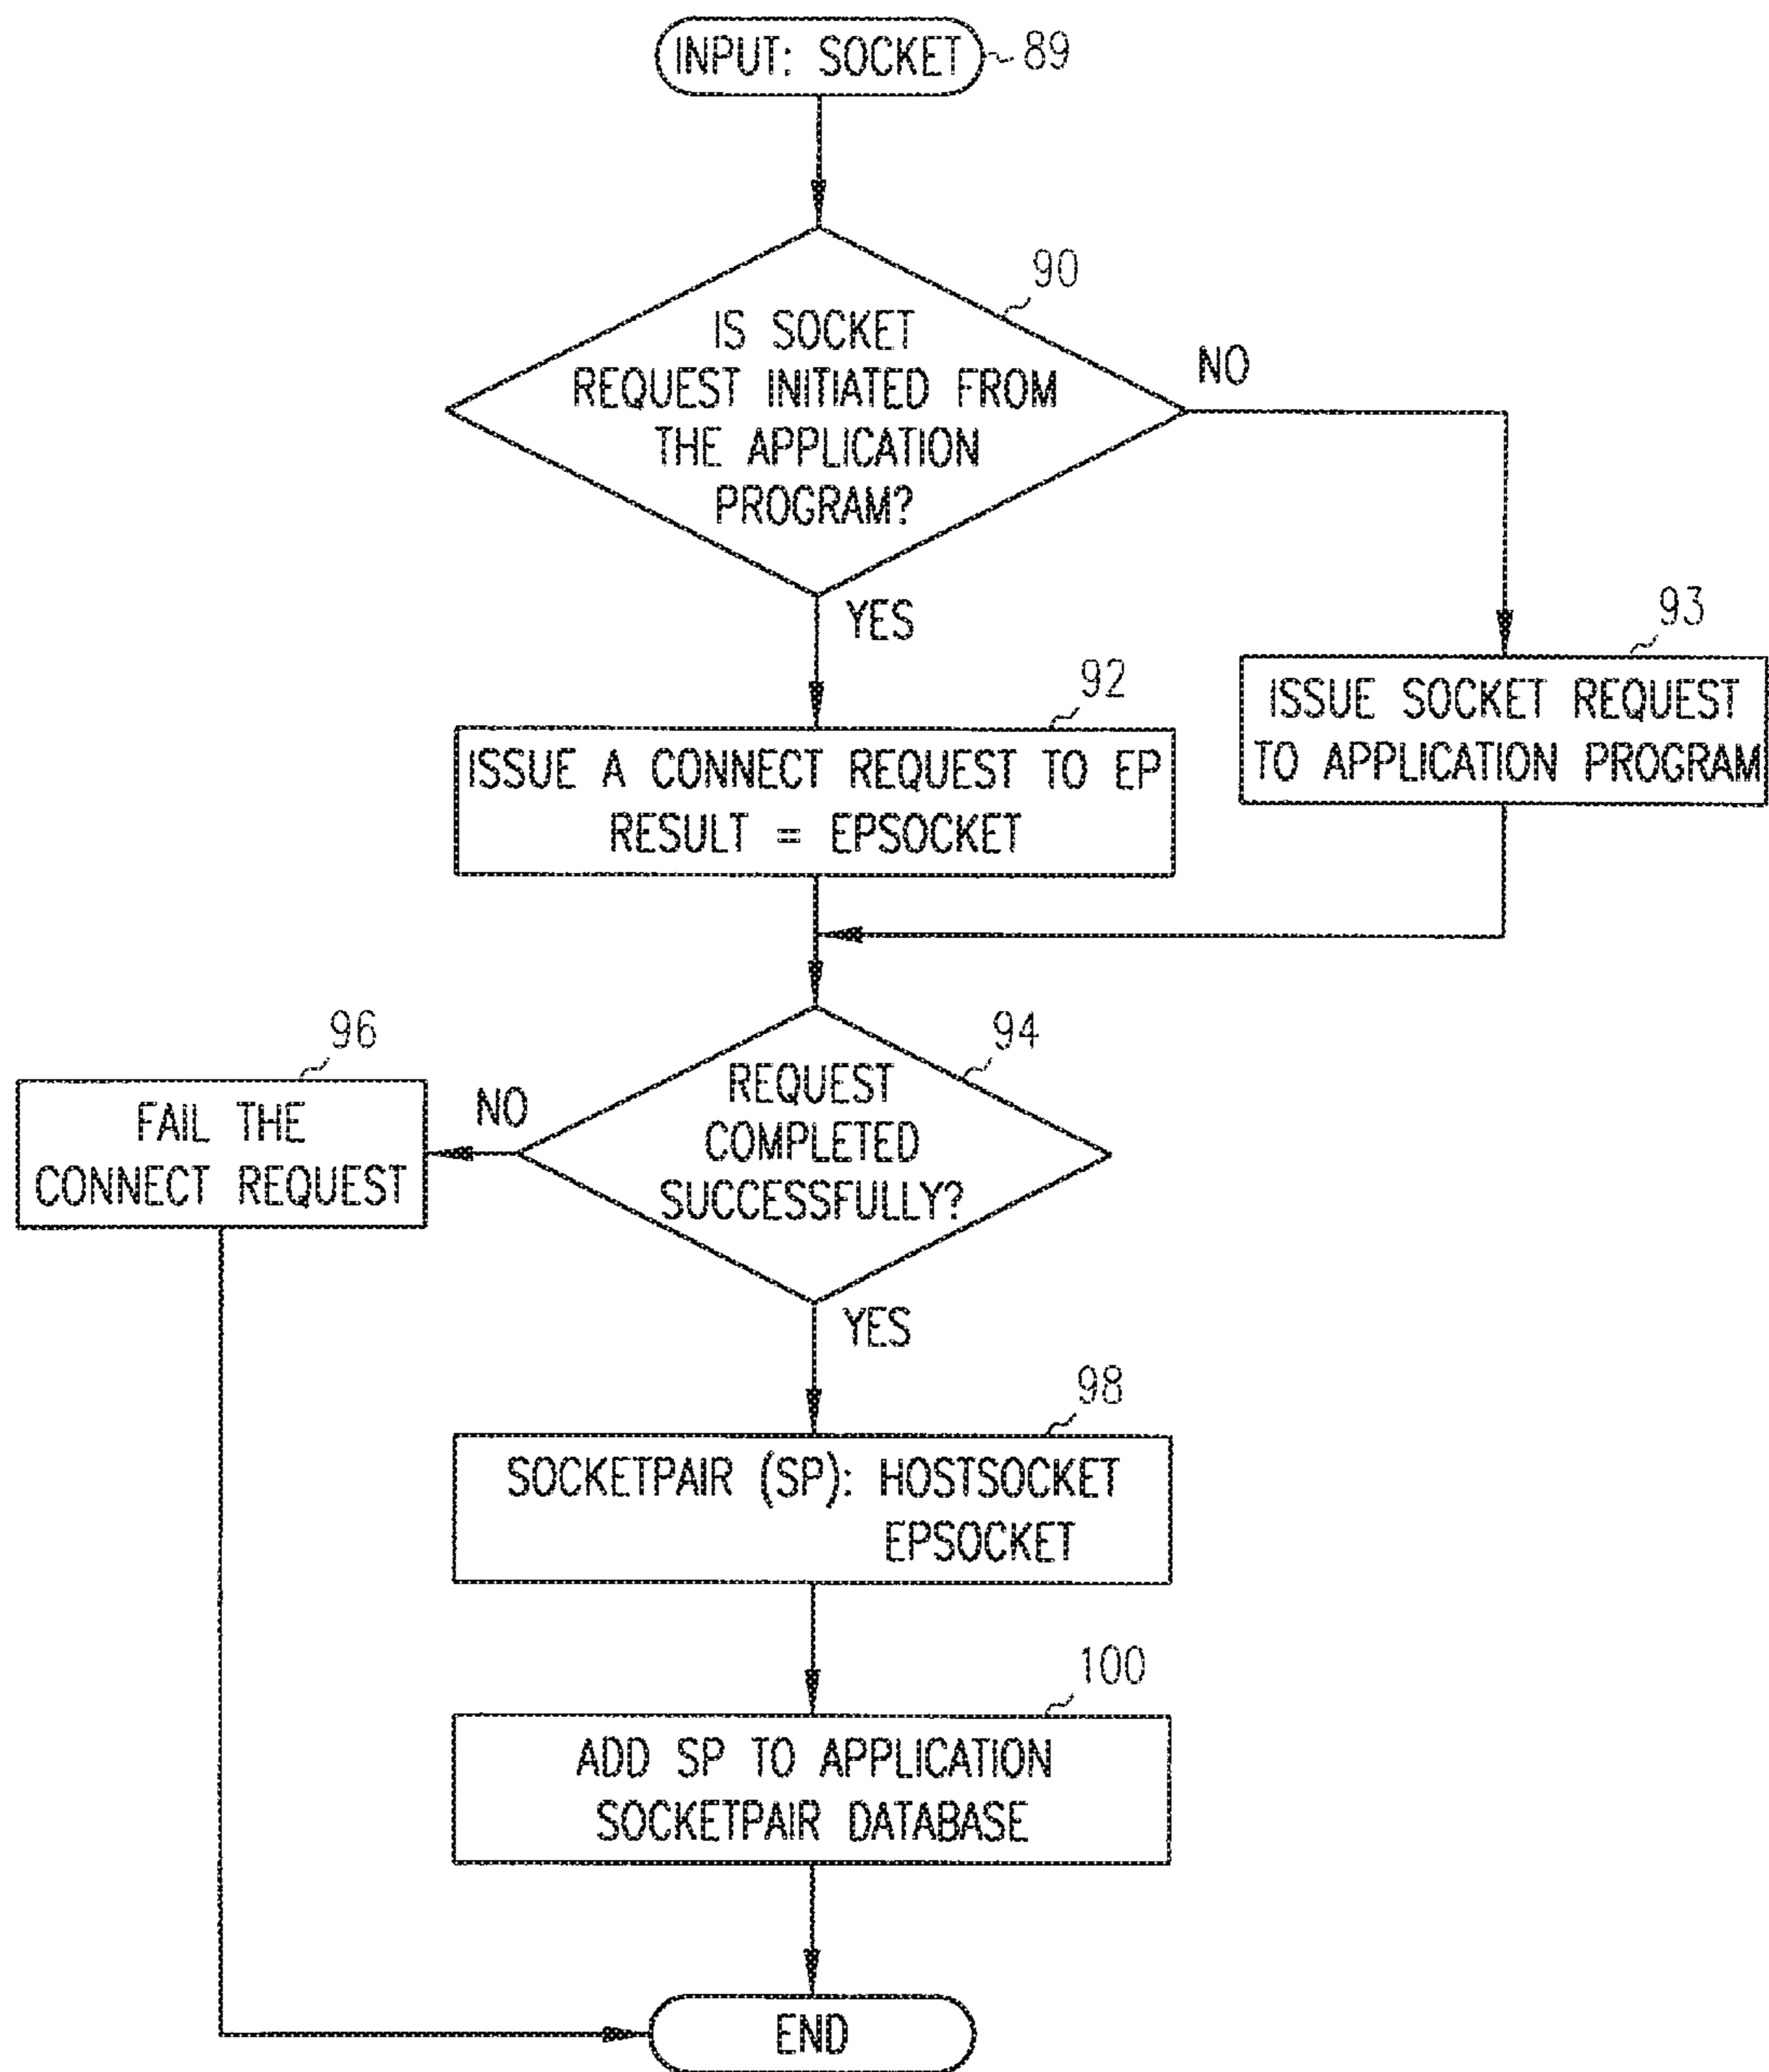 INPUT: SOCKET
89
90
IS SOCKET
REQUEST INITIATED FROM
THE APPLICATION
PROGRAM?
NO
YES
93
ISSUE SOCKET REQUEST
TO APPLICATION PROGRAM
92
ISSUE A CONNECT REQUEST TO EP
RESULT = EPSOCKET
94
REQUEST
COMPLETED
SUCCESSFULLY?
NO
96
FAIL THE
CONNECT REQUEST
YES
98
SOCKETPAIR (SP): HOSTSOCKET
EPSOCKET
100
ADD SP TO APPLICATION
SOCKETPAIR DATABASE
END